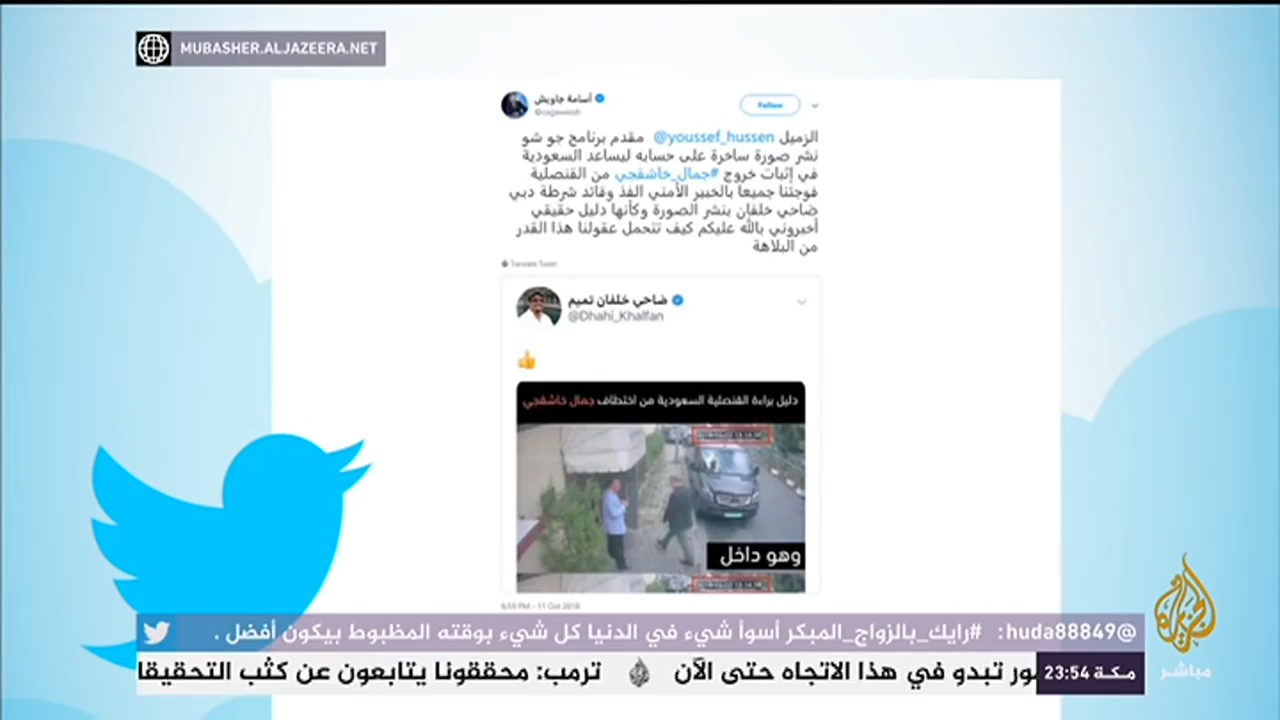 MUBASHER.ALJAZEERA.NET
أسامة جاويش
Follow
الزميل @youssef_hussen مقدم برنامج جو شو
نشر صورة ساخرة على حسابه ليساعد السعودية
في إثبات خروج #جمال_خاشقجي من القنصلية
فوجئنا جميعا بالخبير الأمني الفذ وقائد شرطة دبي
ضاحي خلفان ينشر الصورة وكأنها دليل حقيقي
أخبروني بالله عليكم كيف تتحمل عقولنا هذا القدر
من البلاهة
Translate Tweet
ضاحي خلفان تميم
@Dhahi_Khalfan
دليل براءة القنصلية السعودية من اختطاف جمال خاشقجي
وهو داخل
6:59 PM - 11 Oct 2018
@huda88849: #رايك_بالزواج_المبكر أسوأ شيء في الدنيا كل شيء بوقته المظبوط بيكون أفضل .
مكة 23:54
ور تبدو في هذا الاتجاه حتى الآن
ترمب: محققونا يتابعون عن كثب التحقيقا
مباشر